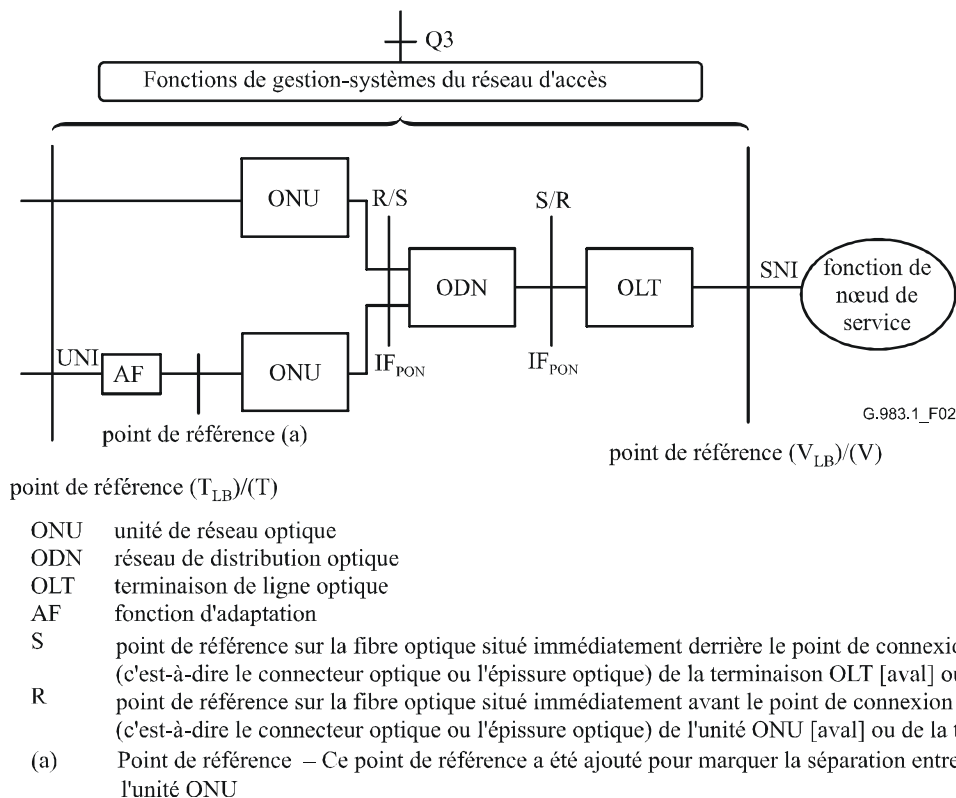 Q3
Fonctions de gestion-systèmes du réseau d'accès
ONU
R/S
S/R
ODN
OLT
SNI
fonction de
nœud de
service
UNI
AF
ONU
IF_PON
IF_PON
G.983.1_F02
point de référence (a)
point de référence (V_LB)/(V)
point de référence (T_LB)/(T)
ONU unité de réseau optique
ODN réseau de distribution optique
OLT terminaison de ligne optique
AF fonction d'adaptation
S point de référence sur la fibre optique situé immédiatement derrière le point de connexio
(c'est-à-dire le connecteur optique ou l'épissure optique) de la terminaison OLT [aval] ou
R point de référence sur la fibre optique situé immédiatement avant le point de connexion
(c'est-à-dire le connecteur optique ou l'épissure optique) de l'unité ONU [aval] ou de la t
(a) Point de référence – Ce point de référence a été ajouté pour marquer la séparation entre
l'unité ONU